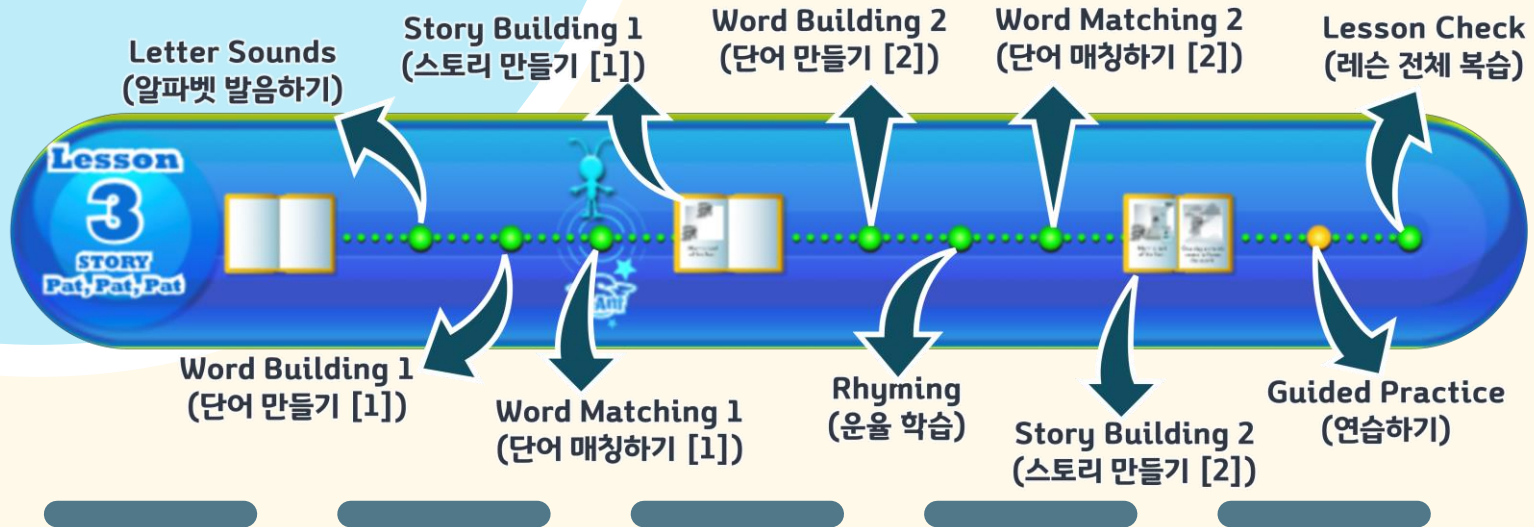 Letter Sounds
(알파벳 발음하기)
Story Building 1
(스토리 만들기 [1])
Word Building 2
(단어 만들기 [2])
Word Matching 2
(단어 매칭하기 [2])
Lesson Check
(레슨 전체 복습)
Lesson
3
STORY
Pat, Pat, Pat
Word Building 1
(단어 만들기 [1])
Word Matching 1
(단어 매칭하기 [1])
Rhyming
(운율 학습)
Story Building 2
(스토리 만들기 [2])
Guided Practice
(연습하기)